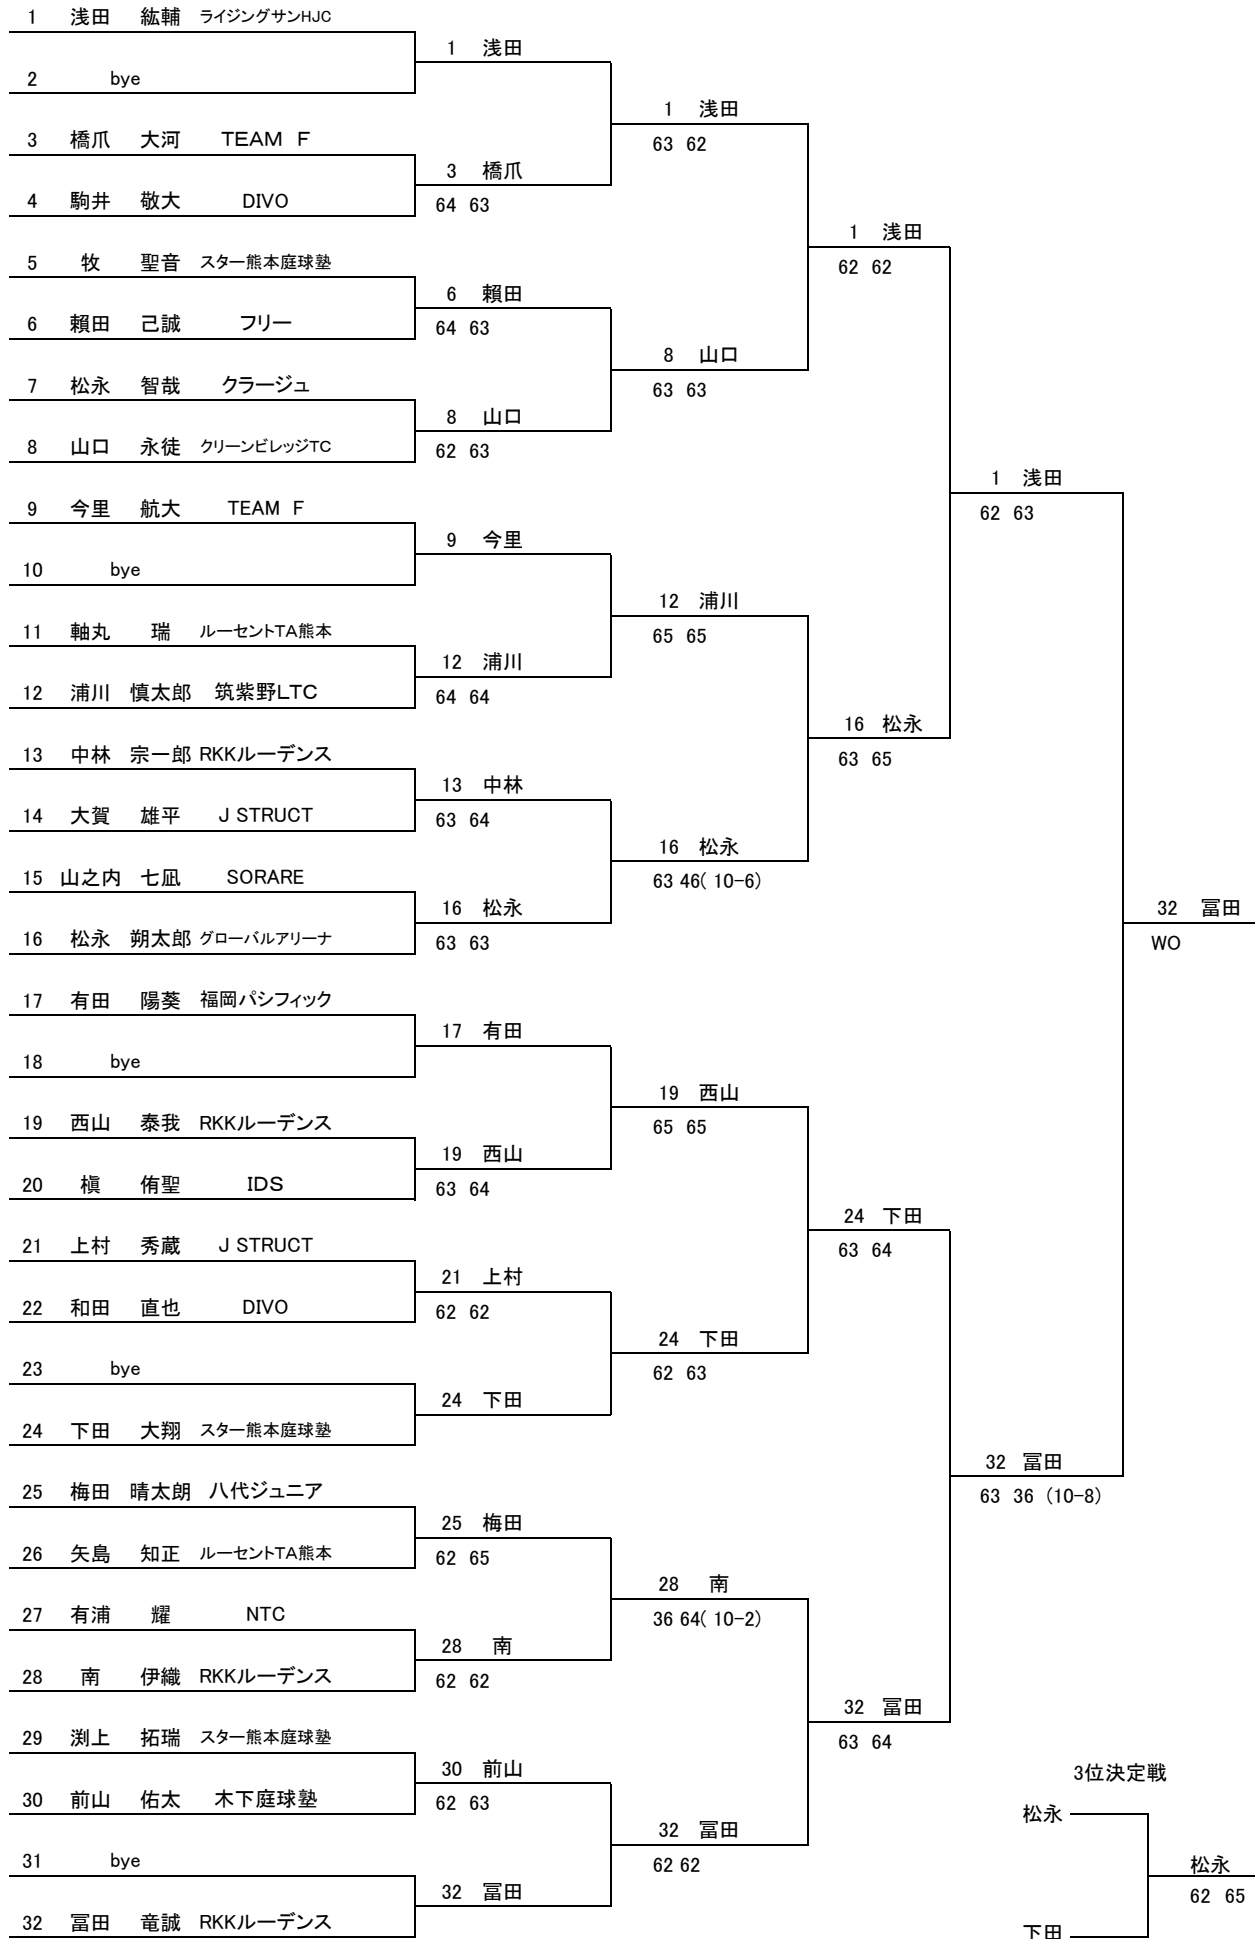 1 浅田 紘輔 ライジングサンHJC
2 bye
3 橋爪 大河 TEAM F
4 駒井 敬大 DIVO
5 牧 聖音 スター熊本庭球塾
6 賴田 己誠 フリー
7 松永 智哉 クラージュ
8 山口 永徒 クリーンビレッジTC
9 今里 航大 TEAM F
10 bye
11 軸丸 瑞 ルーセントTA熊本
12 浦川 慎太郎 筑紫野LTC
13 中林 宗一郎 RKKルーデンス
14 大賀 雄平 J STRUCT
15 山之内 七凪 SORARE
16 松永 朔太郎 グローバルアリーナ
17 有田 陽葵 福岡パシフィック
18 bye
19 西山 泰我 RKKルーデンス
20 槇 侑聖 IDS
21 上村 秀蔵 J STRUCT
22 和田 直也 DIVO
23 bye
24 下田 大翔 スター熊本庭球塾
25 梅田 晴太朗 八代ジュニア
26 矢島 知正 ルーセントTA熊本
27 有浦 耀 NTC
28 南 伊織 RKKルーデンス
29 渕上 拓瑞 スター熊本庭球塾
30 前山 佑太 木下庭球塾
31 bye
32 冨田 竜誠 RKKルーデンス
1 浅田
3 橋爪
64 63
6 賴田
64 63
8 山口
62 63
9 今里
12 浦川
64 64
13 中林
63 64
16 松永
63 63
17 有田
19 西山
63 64
21 上村
62 62
24 下田
25 梅田
62 65
28 南
62 62
30 前山
62 63
32 冨田
1 浅田
63 62
8 山口
63 63
12 浦川
65 65
16 松永
63 46( 10-6)
19 西山
65 65
24 下田
62 63
28 南
36 64( 10-2)
32 冨田
62 62
1 浅田
62 62
16 松永
63 65
24 下田
63 64
32 冨田
63 64
1 浅田
62 63
32 冨田
63 36 (10-8)
32 冨田
WO
3位決定戦
松永
松永
62 65
下田